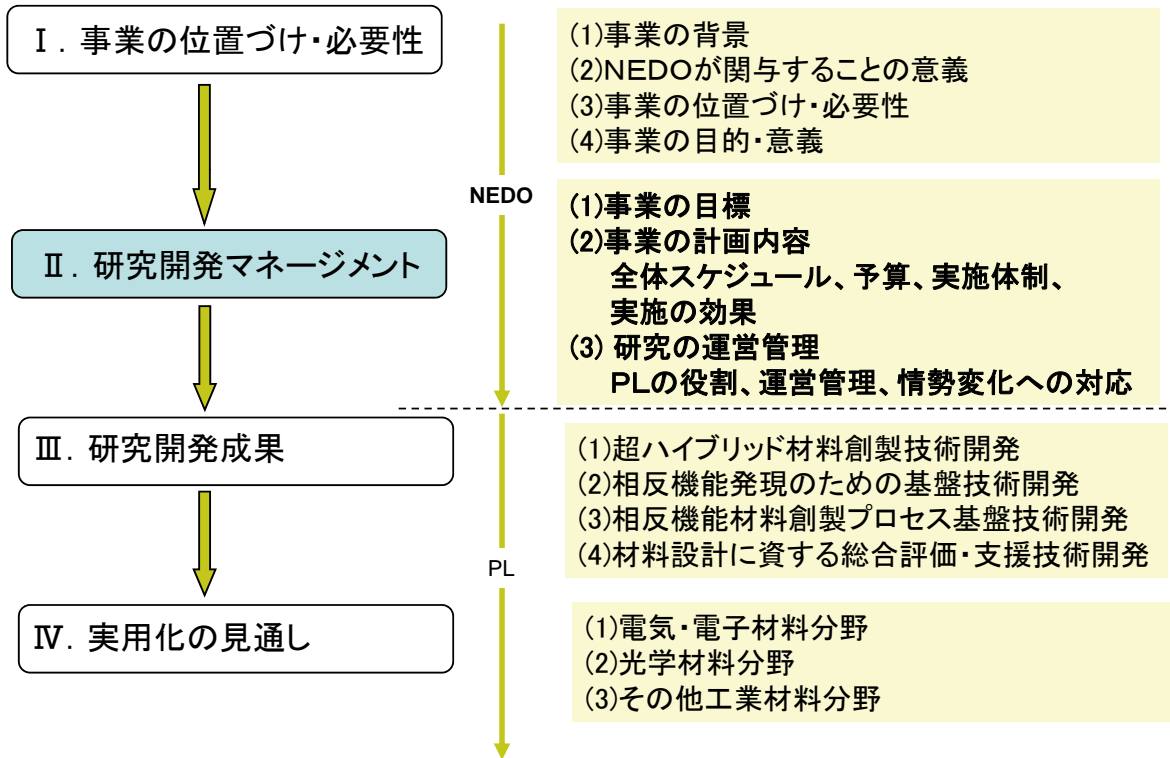 Ⅰ．事業の位置づけ・必要性
(1)事業の背景
(2)NEDOが関与することの意義
(3)事業の位置づけ・必要性
(4)事業の目的・意義
NEDO
Ⅱ．研究開発マネージメント
(1)事業の目標
(2)事業の計画内容
全体スケジュール、予算、実施体制、
実施の効果
(3) 研究の運営管理
PLの役割、運営管理、情勢変化への対応
Ⅲ．研究開発成果
(1)超ハイブリッド材料創製技術開発
(2)相反機能発現のための基盤技術開発
(3)相反機能材料創製プロセス基盤技術開発
(4)材料設計に資する総合評価・支援技術開発
PL
Ⅳ．実用化の見通し
(1)電気・電子材料分野
(2)光学材料分野
(3)その他工業材料分野